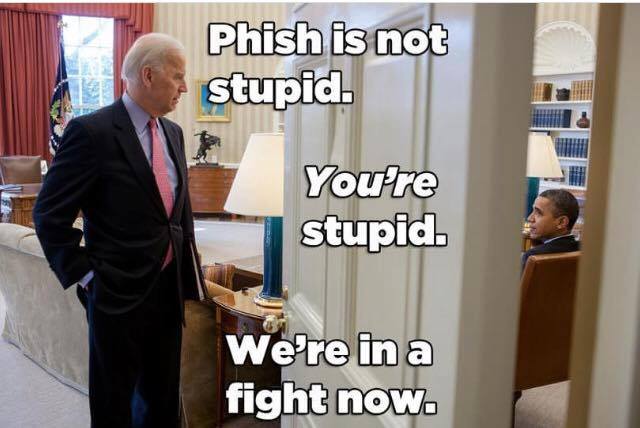 Phish is not
stupid.
You're
stupid.
We're in a
fight now.